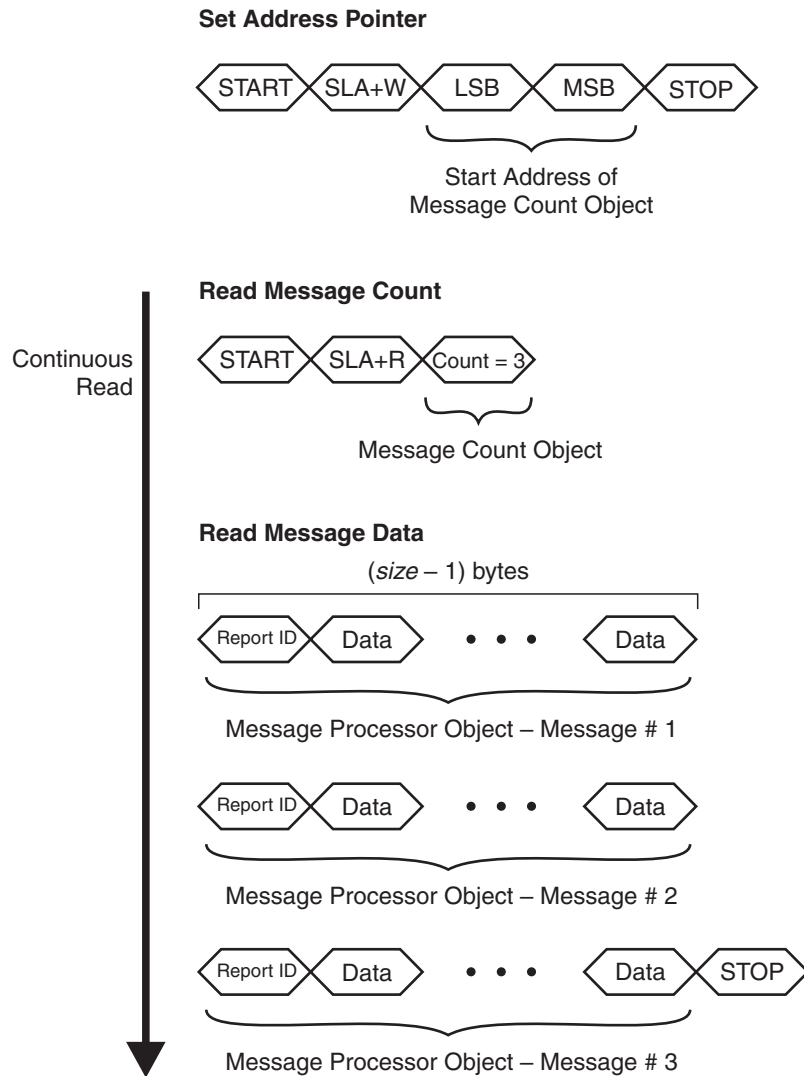 Set Address Pointer
START SLA+W LSB MSB STOP
Start Address of
Message Count Object
Read Message Count
Continuous
Read
START SLA+R Count = 3
Message Count Object
Read Message Data
(size – 1) bytes
Report ID Data • • • Data
Message Processor Object – Message # 1
Report ID Data • • • Data
Message Processor Object – Message # 2
Report ID Data • • • Data STOP
Message Processor Object – Message # 3